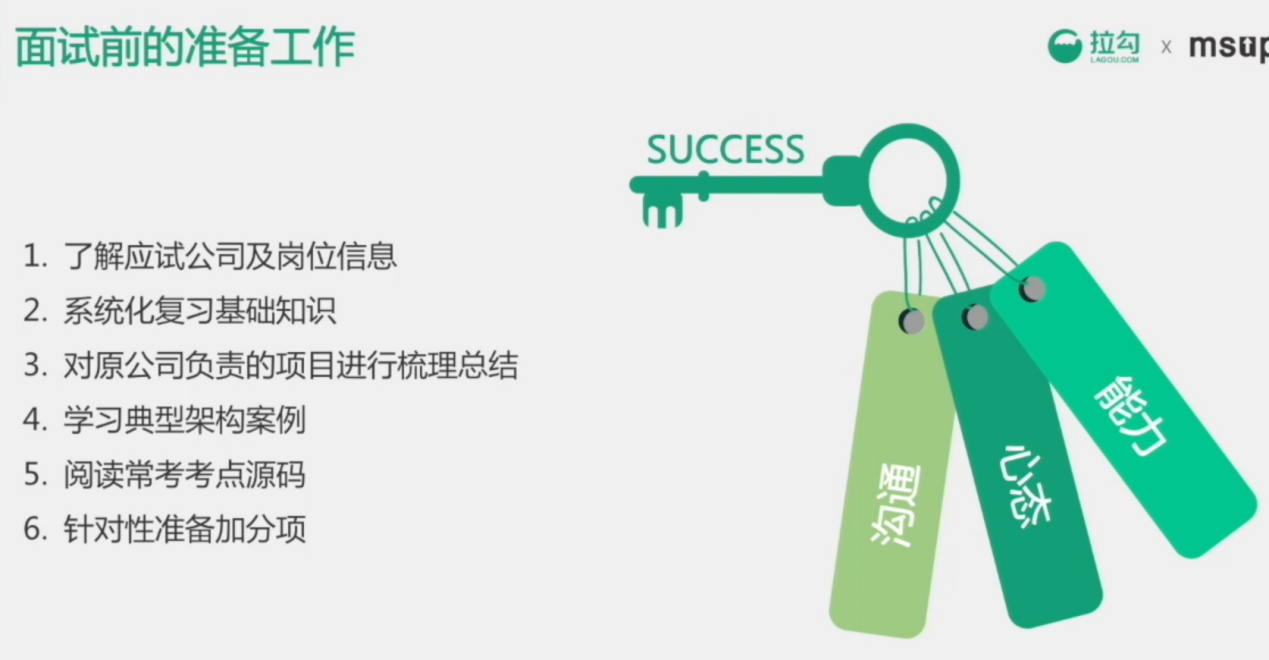 面试前的准备工作
拉勾
LAGOU.COM
x
msup
SUCCESS
1. 了解应试公司及岗位信息
2. 系统化复习基础知识
3. 对原公司负责的项目进行梳理总结
4. 学习典型架构案例
5. 阅读常考考点源码
6. 针对性准备加分项
沟通
心态
能力